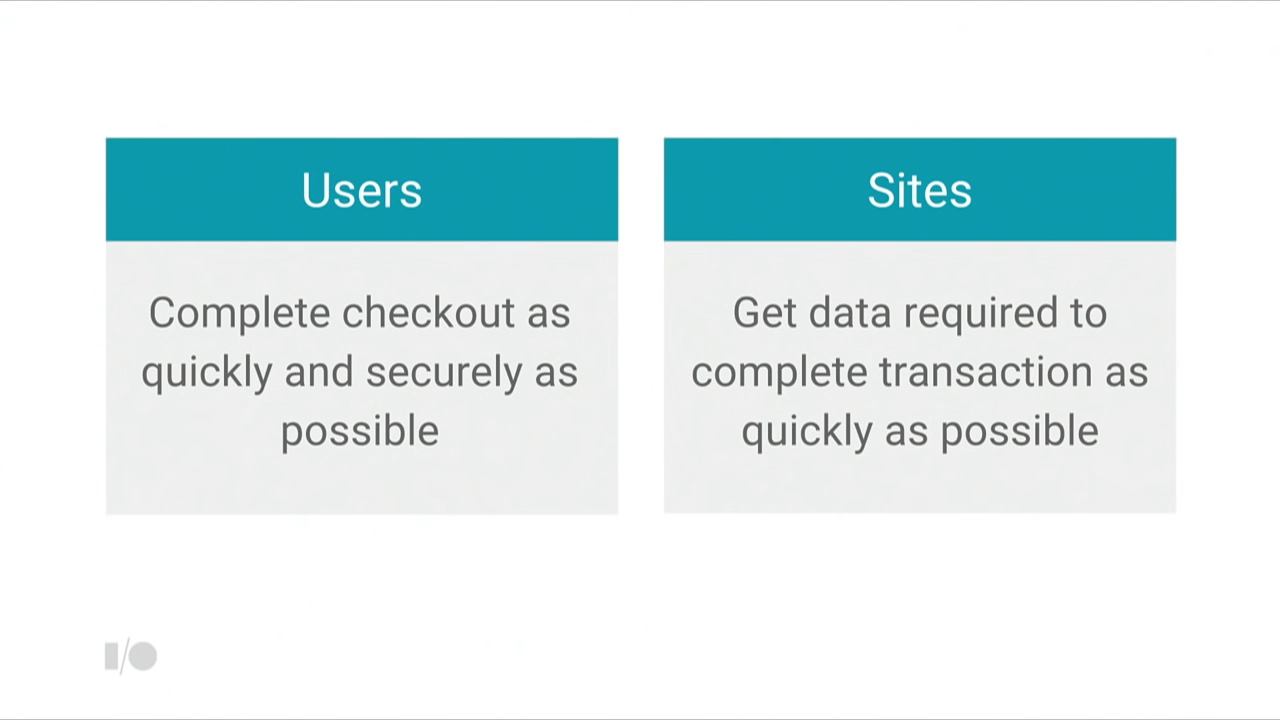 Users
Complete checkout as
quickly and securely as
possible
Sites
Get data required to
complete transaction as
quickly as possible
I/O